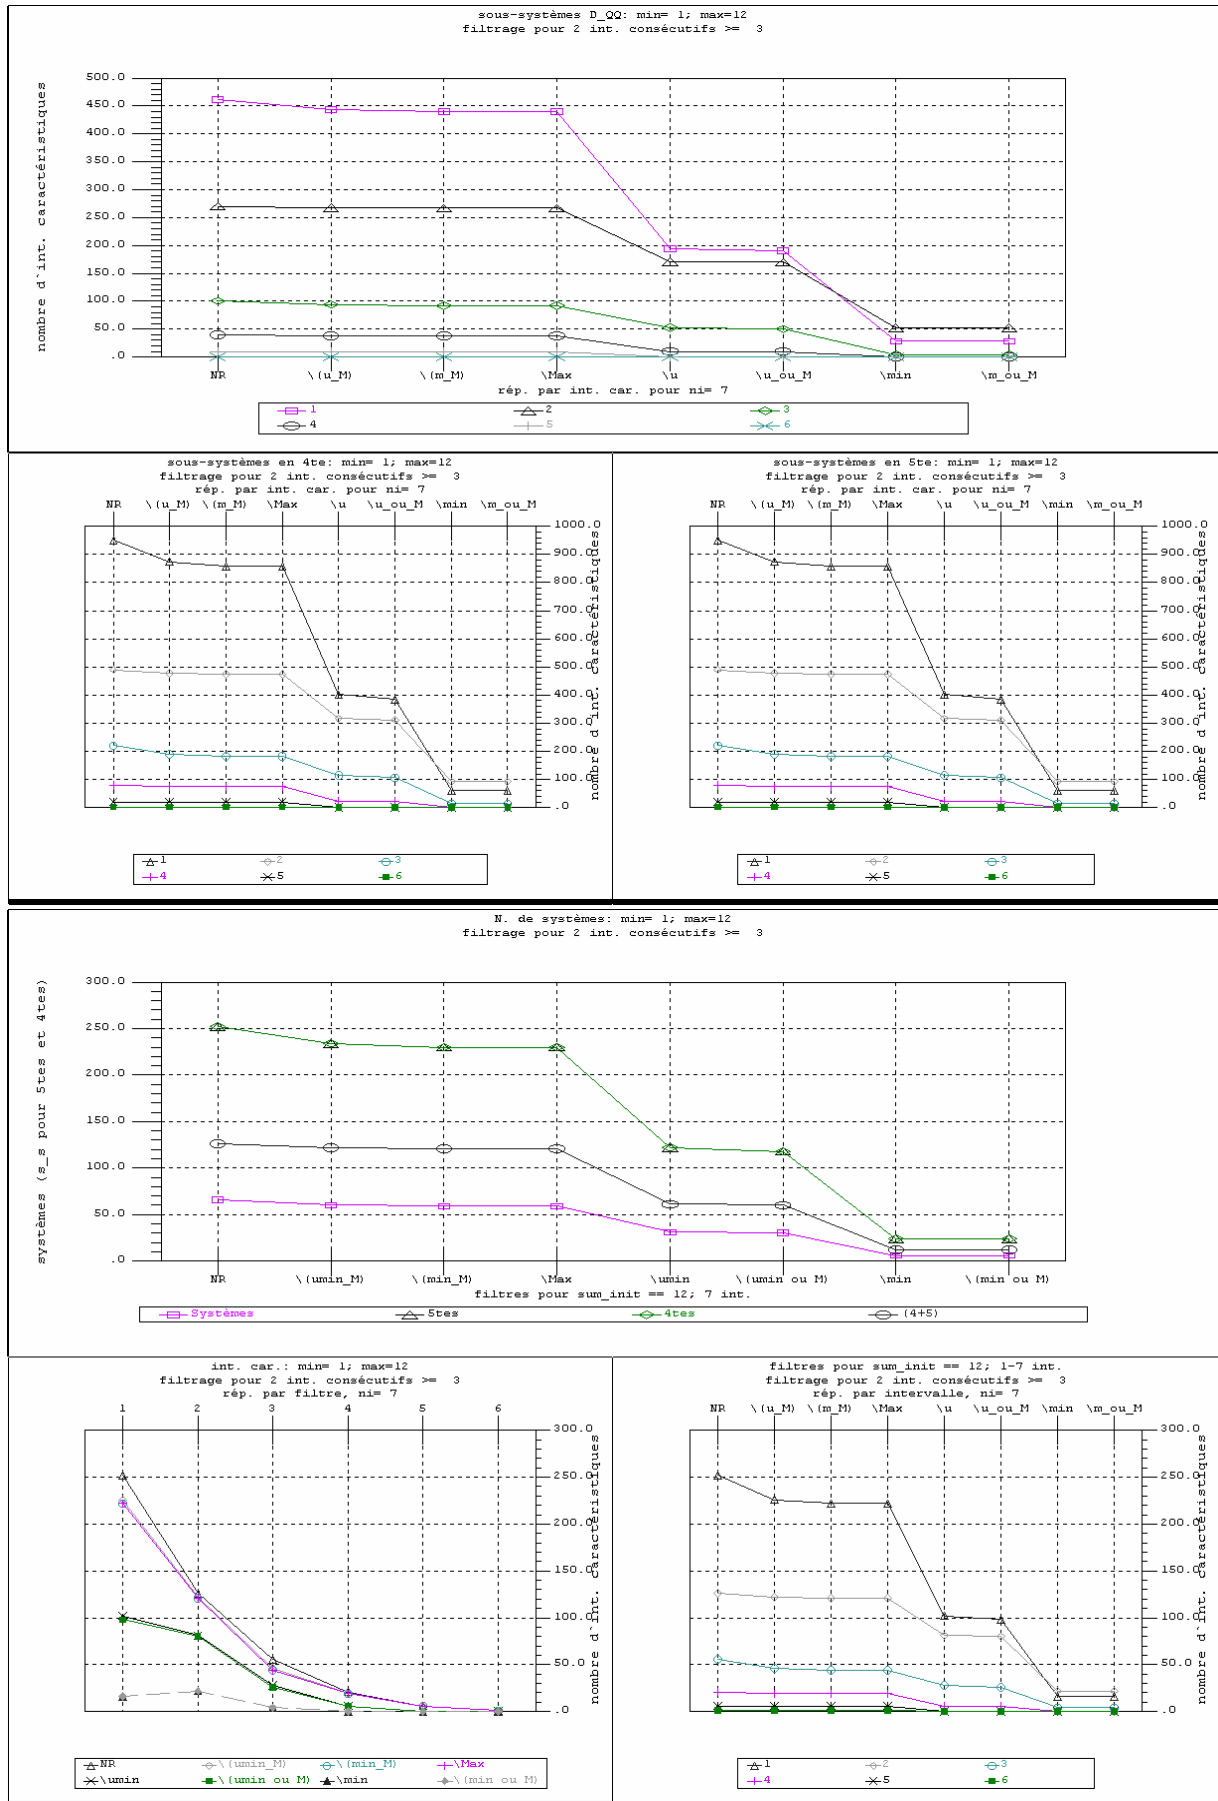 sous-systèmes D_QQ: min= 1; max=12
filtrage pour 2 int. consécutifs >=  3
nombre d`int. caractéristiques
500.0
450.0
400.0
350.0
300.0
250.0
200.0
150.0
100.0
50.0
.0
NR \(u_M) \(m_M) \Max \u \u_ou_M \min \m_ou_M
rép. par int. car. pour ni= 7
1 2 3
4 5 6
sous-systèmes en 4te: min= 1; max=12
filtrage pour 2 int. consécutifs >=  3
rép. par int. car. pour ni= 7
NR \(u_M) \(m_M) \Max \u \u_ou_M \min \m_ou_M
1000.0
900.0
800.0
700.0
600.0
500.0
400.0
300.0
200.0
100.0
.0
nombre d`int. caractéristiques
1 2 3
4 5 6
sous-systèmes en 5te: min= 1; max=12
filtrage pour 2 int. consécutifs >=  3
rép. par int. car. pour ni= 7
NR \(u_M) \(m_M) \Max \u \u_ou_M \min \m_ou_M
1000.0
900.0
800.0
700.0
600.0
500.0
400.0
300.0
200.0
100.0
.0
nombre d`int. caractéristiques
1 2 3
4 5 6
N. de systèmes: min= 1; max=12
filtrage pour 2 int. consécutifs >=  3
systèmes (s_s pour 5tes et 4tes)
300.0
250.0
200.0
150.0
100.0
50.0
.0
NR \(umin_M) \(min_M) \Max \umin \(umin ou M) \min \(min ou M)
filtres pour sum_init == 12; 7 int.
Systèmes 5tes 4tes (4+5)
int. car.: min= 1; max=12
filtrage pour 2 int. consécutifs >=  3
rép. par filtre, ni= 7
1 2 3 4 5 6
300.0
250.0
200.0
150.0
100.0
50.0
.0
nombre d`int. caractéristiques
NR \(umin_M) \(min_M) \Max
\umin \(umin ou M) \min \(min ou M)
filtres pour sum_init == 12; 1-7 int.
filtrage pour 2 int. consécutifs >=  3
rép. par intervalle, ni= 7
NR \(u_M) \(m_M) \Max \u \u_ou_M \min \m_ou_M
300.0
250.0
200.0
150.0
100.0
50.0
.0
nombre d`int. caractéristiques
1 2 3
4 5 6